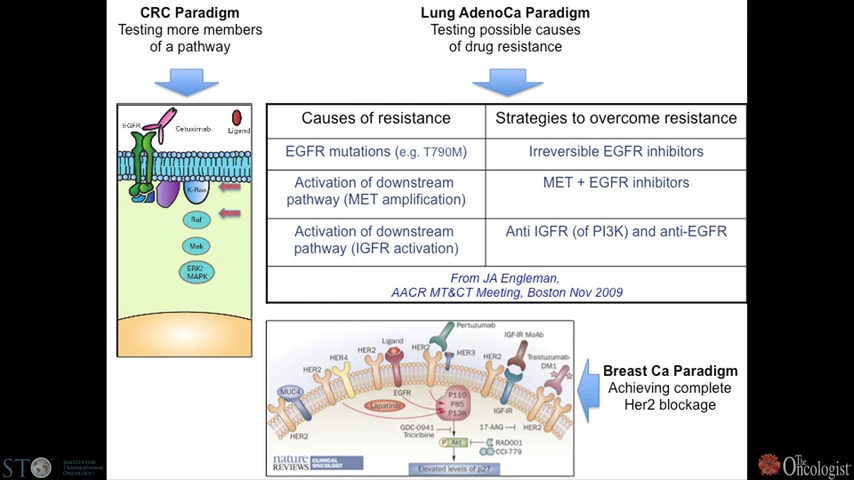 CRC Paradigm
Testing more members
of a pathway
Lung AdenoCa Paradigm
Testing possible causes
of drug resistance
EGFR
Cetuximab
Ligand
K-Ras
Raf
Mek
ERK/
MAPK
Causes of resistance
Strategies to overcome resistance
EGFR mutations (e.g. T790M)
Irreversible EGFR inhibitors
Activation of downstream
pathway (MET amplification)
MET + EGFR inhibitors
Activation of downstream
pathway (IGFR activation)
Anti IGFR (of PI3K) and anti-EGFR
From JA Engleman,
AACR MT&CT Meeting, Boston Nov 2009
Pertuzumab
IGF-IR MoAb
Ligand
HER2
HER3
Trastuzumab-
DM1
HER2
HER4
HER2
HER2
MUC4
EGFR
Lapatinib
P110
P85
P13K
IGF-IR
HER2
HER2
GDC-0941
Triciribine
17-AAG
P
Akt
RAD001
CCI-779
Elevated levels of p27
nature
REVIEWS
CLINICAL
ONCOLOGY
Breast Ca Paradigm
Achieving complete
Her2 blockage
STO
SOCIETY FOR
TRANSLATIONAL
ONCOLOGY
The
Oncologist